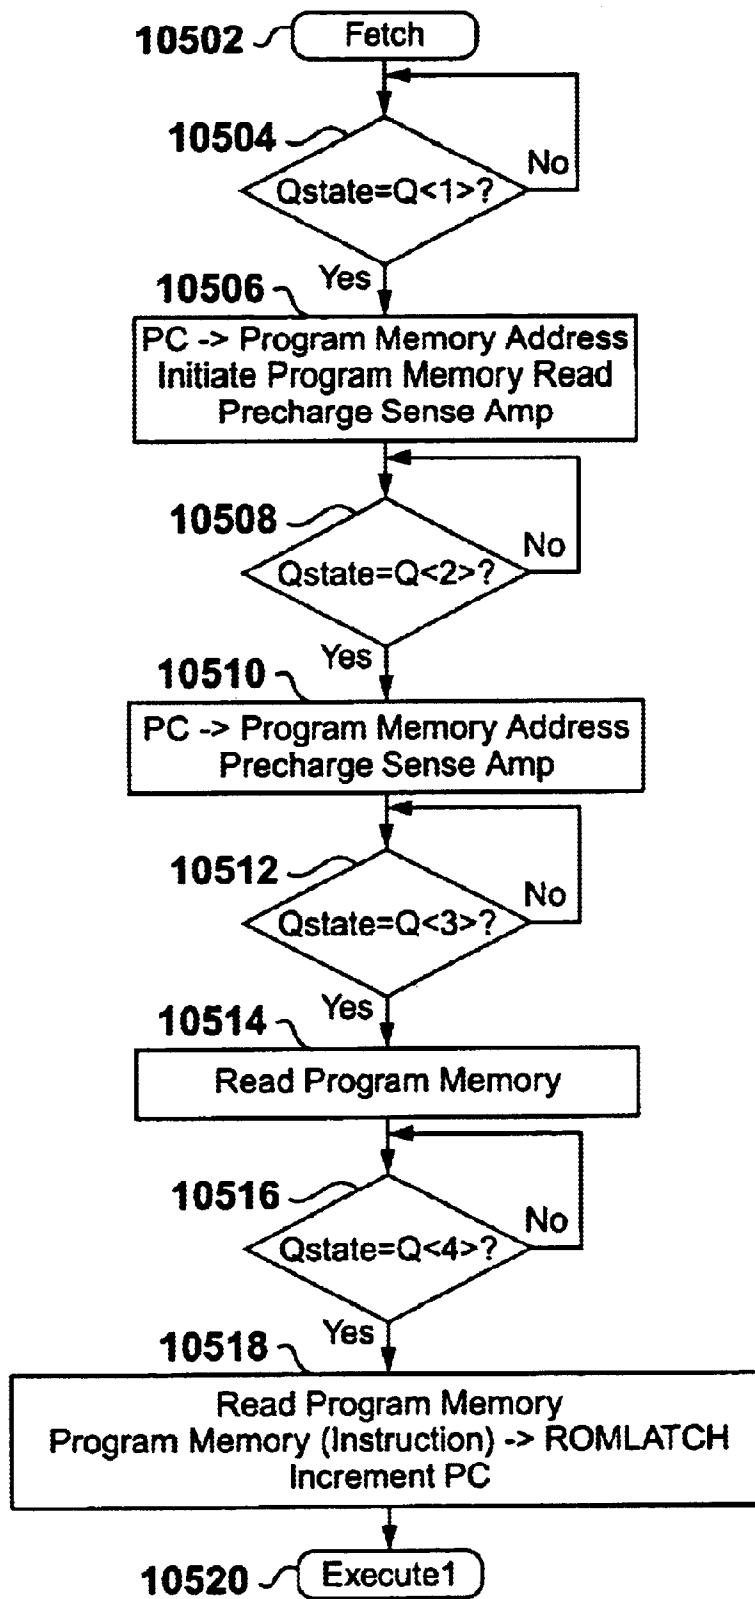 10502 Fetch
10504
Qstate=Q<1>? No
Yes
10506
PC -> Program Memory Address
Initiate Program Memory Read
Precharge Sense Amp
10508
No
Qstate=Q<2>?
Yes
10510
PC -> Program Memory Address
Precharge Sense Amp
10512
No
Qstate=Q<3>?
Yes
10514
Read Program Memory
10516
No
Qstate=Q<4>?
Yes
10518
Read Program Memory
Program Memory (Instruction) -> ROMLATCH
Increment PC
10520 Execute1